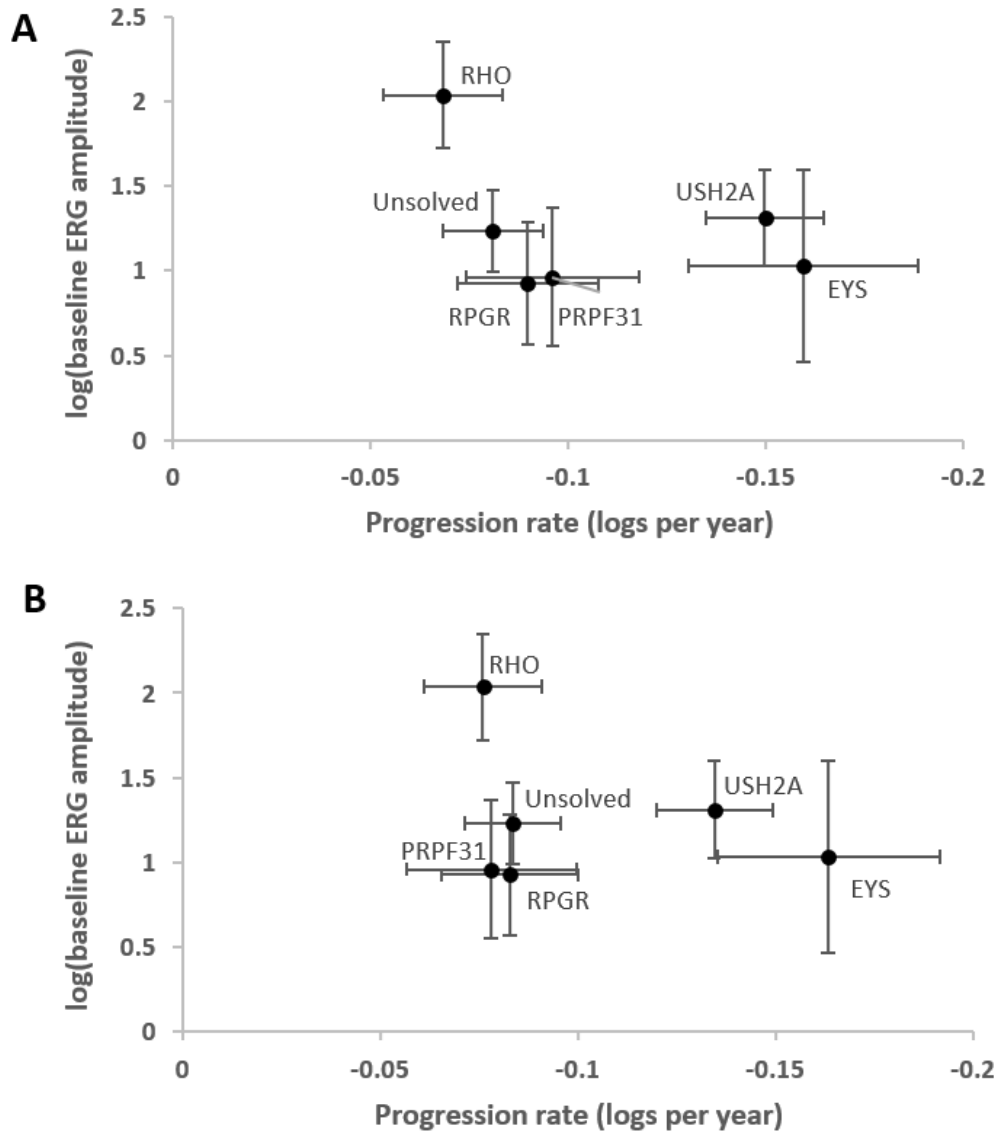 A
log(baseline ERG amplitude)
2.5
2
1.5
1
0.5
0
RHO
Unsolved
USH2A
EYS
RPGR
PRPF31
0
-0.05
-0.1
-0.15
-0.2
Progression rate (logs per year)
B
log(baseline ERG amplitude)
2.5
2
1.5
1
0.5
0
RHO
Unsolved
USH2A
PRPF31
RPGR
EYS
0
-0.05
-0.1
-0.15
-0.2
Progression rate (logs per year)